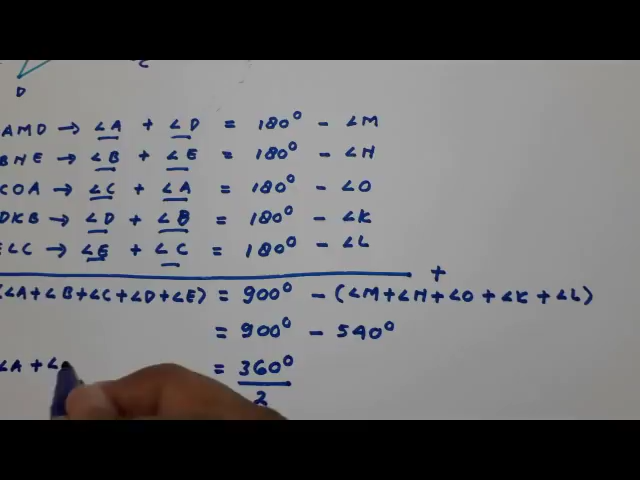 D C
AMD → ∠A + ∠D = 180° - ∠M
BNE → ∠B + ∠E = 180° - ∠N
COA → ∠C + ∠A = 180° - ∠O
DKB → ∠D + ∠B = 180° - ∠K
ELC → ∠E + ∠C = 180° - ∠L
+
(∠A+∠B+∠C+∠D+∠E) = 900° - (∠M+∠N+∠O+∠K+∠L)
= 900° - 540°
∠A + ∠ = 360°
2